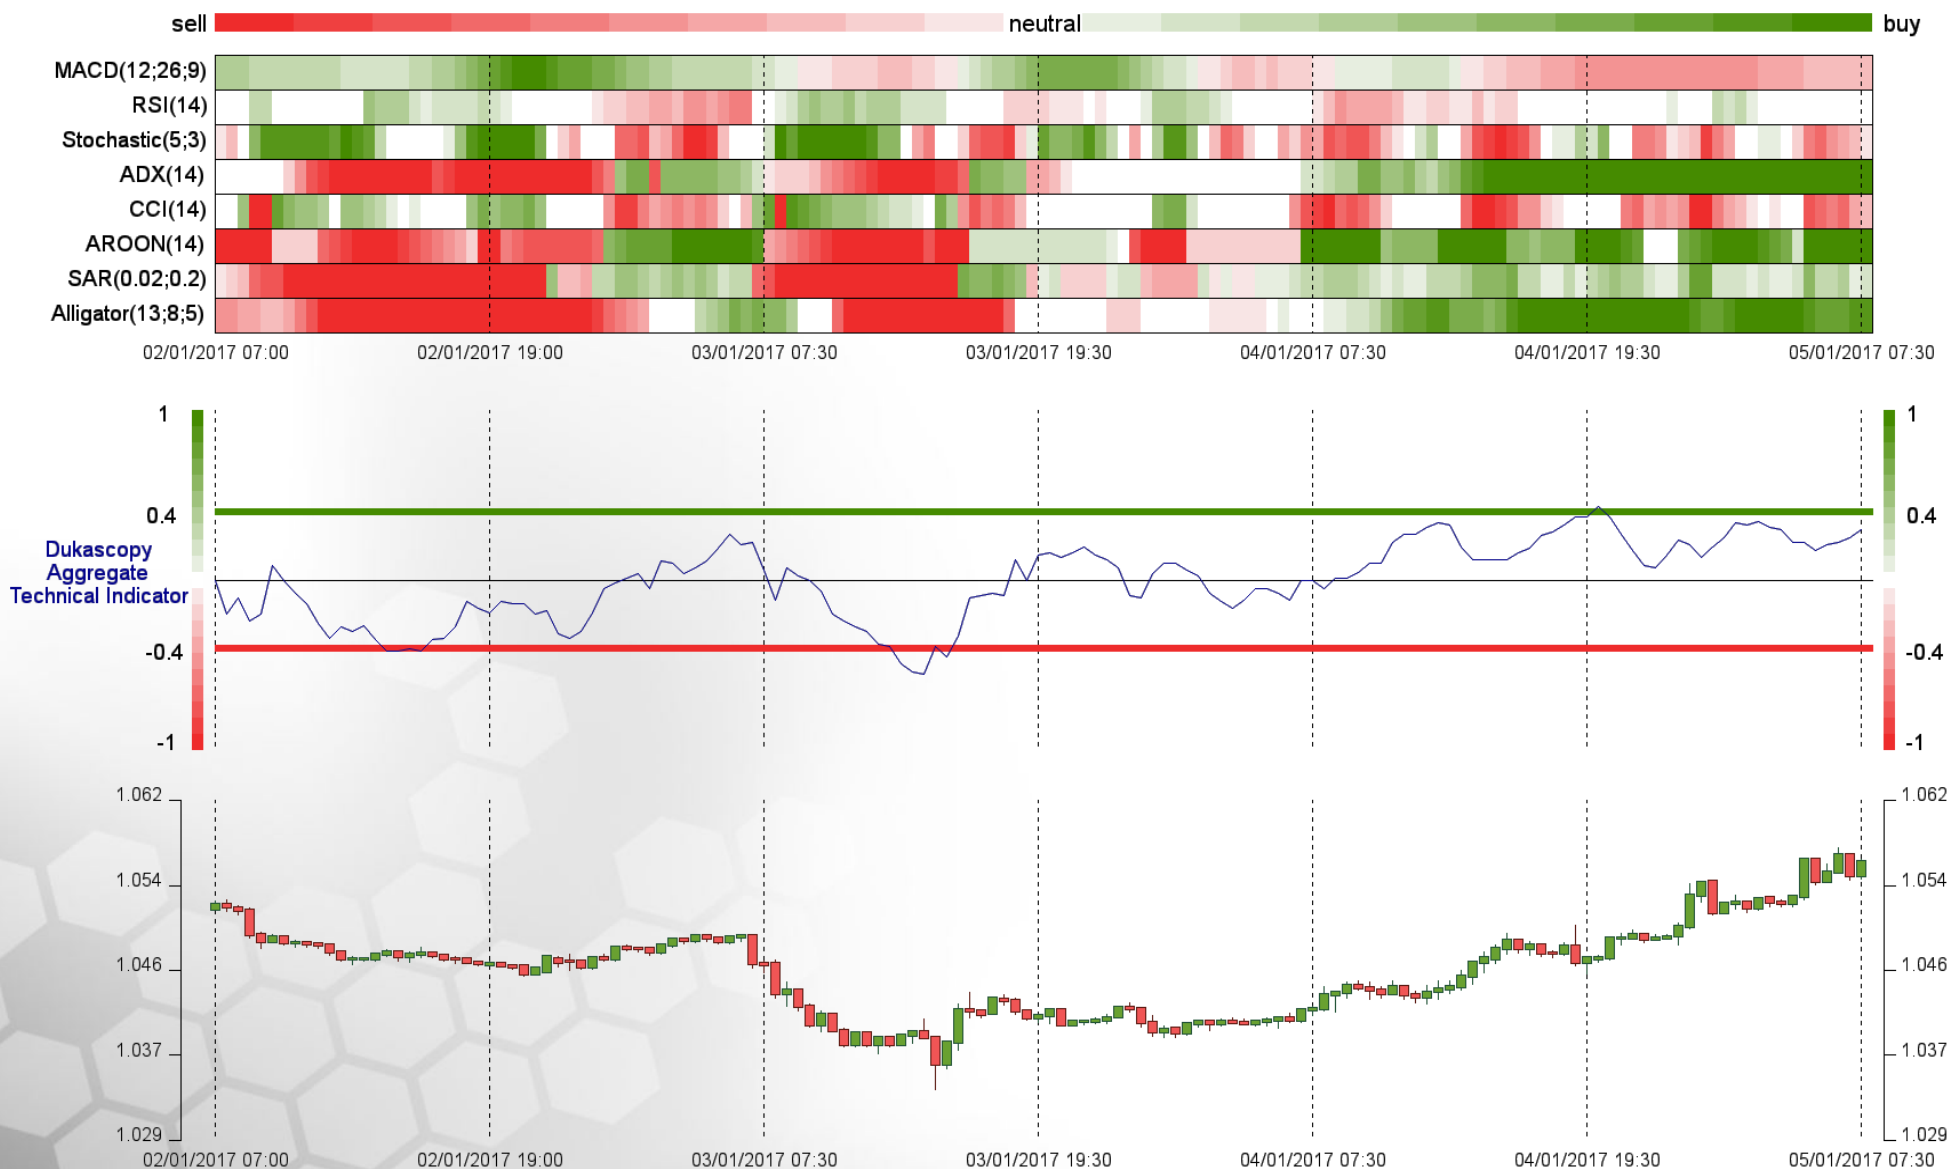 sell neutral buy
MACD(12;26;9)
RSI(14)
Stochastic(5;3)
ADX(14)
CCI(14)
AROON(14)
SAR(0.02;0.2)
Alligator(13;8;5)
02/01/2017 07:00 02/01/2017 19:00 03/01/2017 07:30 03/01/2017 19:30 04/01/2017 07:30 04/01/2017 19:30 05/01/2017 07:30
1 1
0.4 0.4
Dukascopy
Aggregate
Technical Indicator
-0.4 -0.4
-1 -1
1.062 1.062
1.054 1.054
1.046 1.046
1.037 1.037
1.029 1.029
02/01/2017 07:00 02/01/2017 19:00 03/01/2017 07:30 03/01/2017 19:30 04/01/2017 07:30 04/01/2017 19:30 05/01/2017 07:30